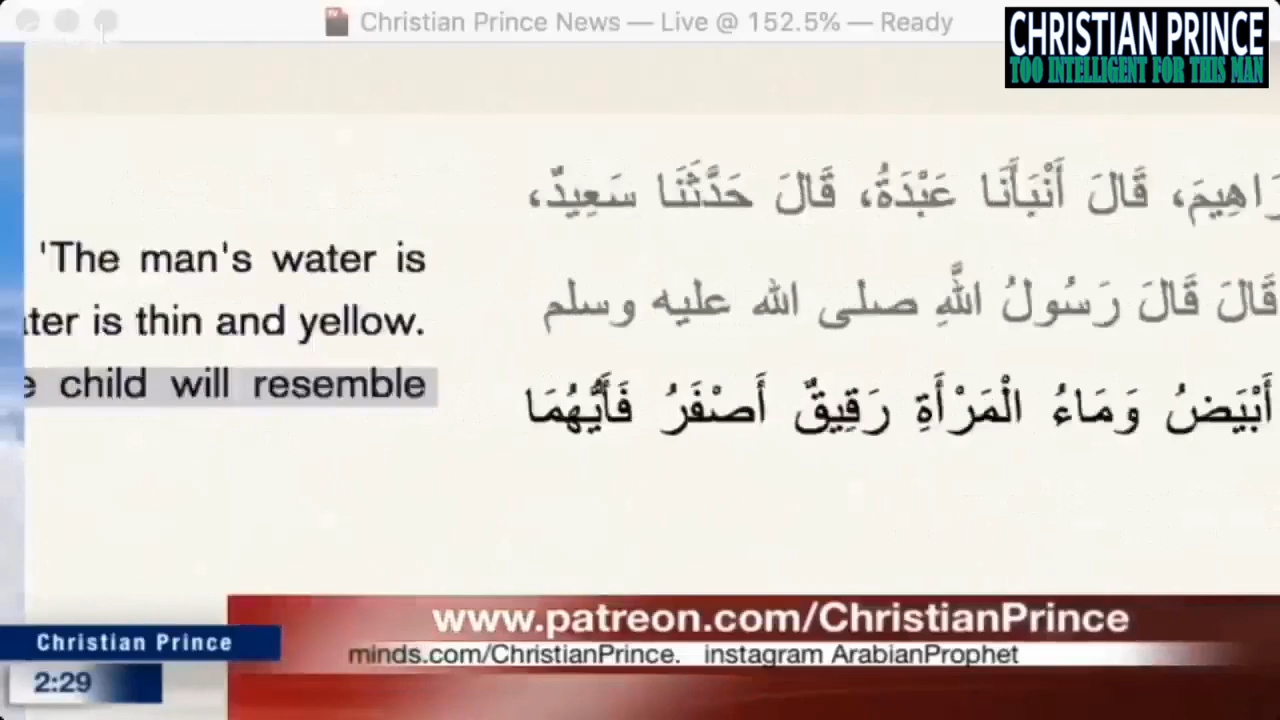 Christian Prince News — Live @ 152.5% — Ready
CHRISTIAN PRINCE
TOO INTELLIGENT FOR THIS MAN
'The man's water is
ter is thin and yellow.
e child will resemble
رَاهِيمَ، قَالَ أَنْبَأَنَا عَبْدَةُ، قَالَ حَدَّثَنَا سَعِيدٌ،
قَالَ قَالَ رَسُولُ اللَّهِ صلى الله عليه وسلم
أَبْيَضُ وَمَاءُ الْمَرْأَةِ رَقِيقٌ أَصْفَرُ فَأَيُّهُمَا
www.patreon.com/ChristianPrince
minds.com/ChristianPrince. instagram ArabianProphet
Christian Prince
2:29